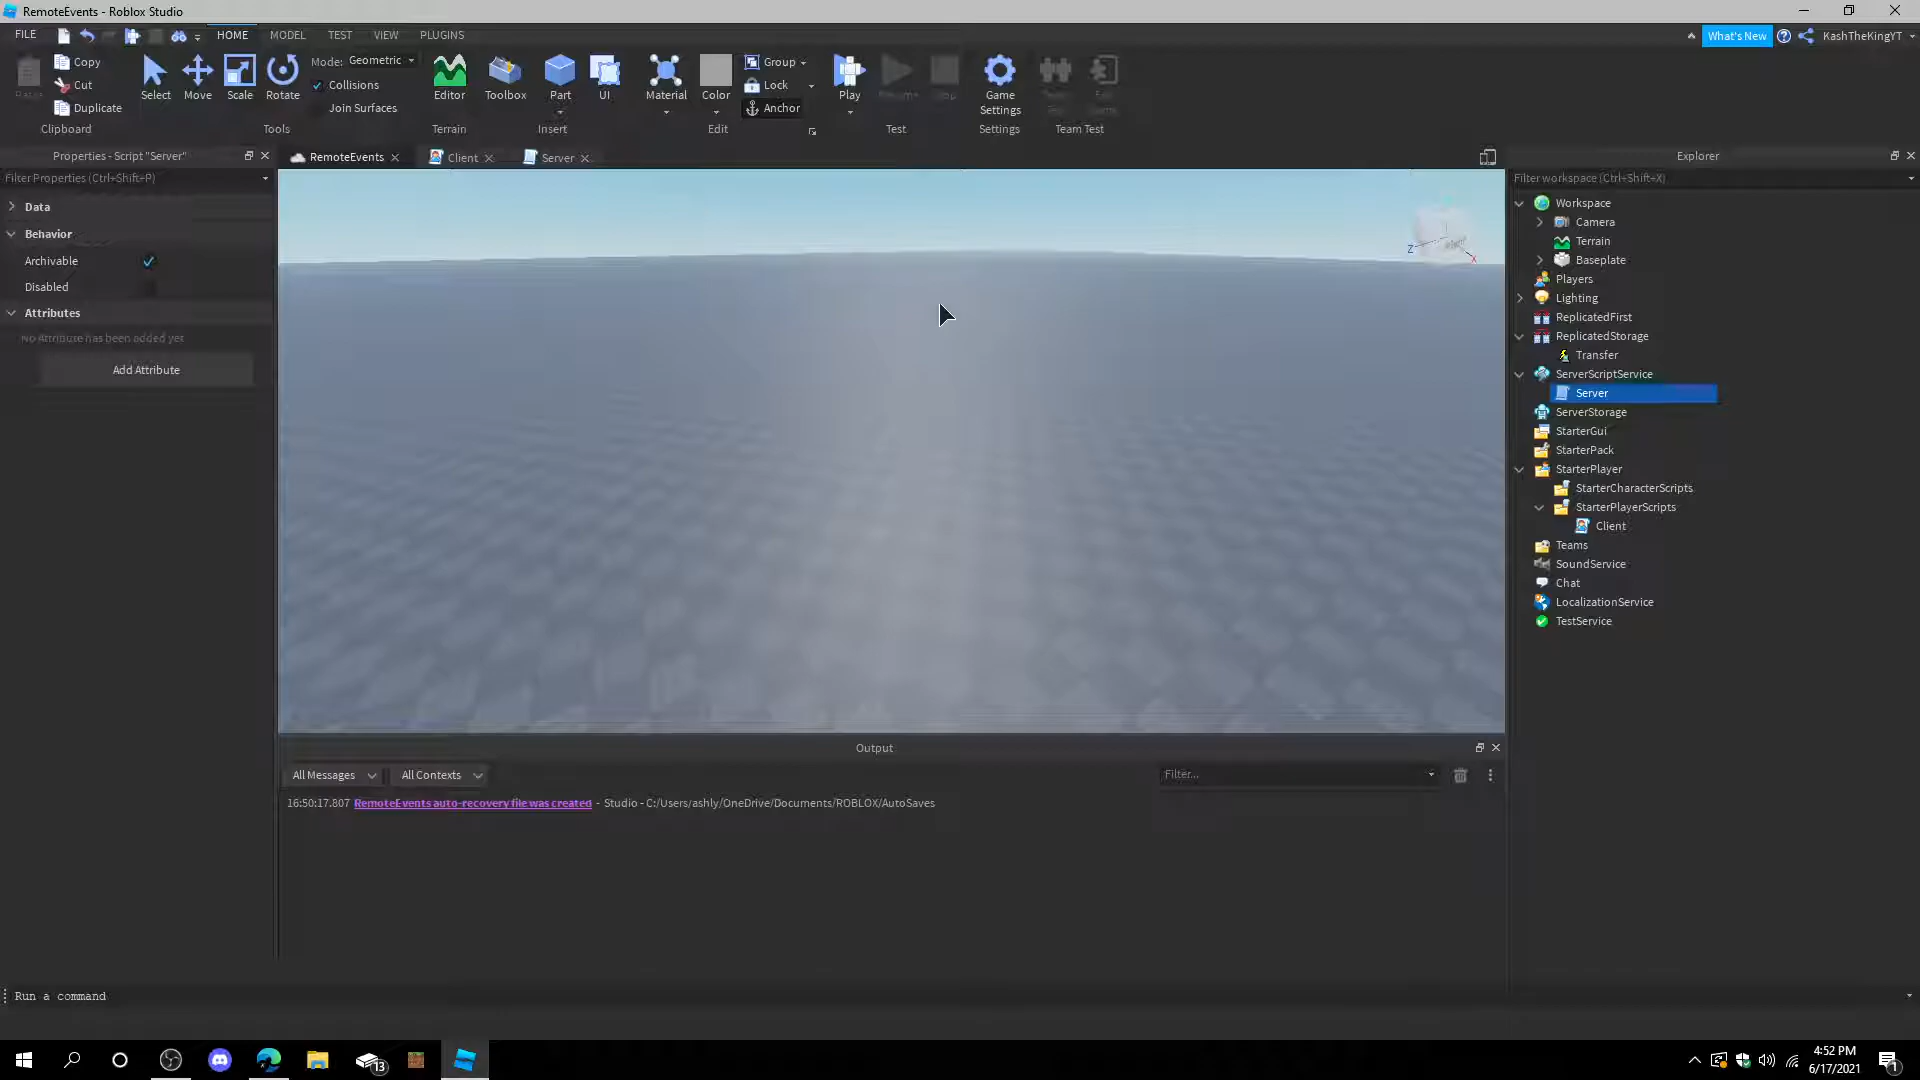 RemoteEvents - Roblox Studio
FILE HOME MODEL TEST VIEW PLUGINS What's New KashTheKingYT
Copy Cut Duplicate
Clipboard
Select Move Scale Rotate
Mode: Geometric
Collisions
Join Surfaces
Tools
Editor
Terrain
Toolbox Part UI
Insert
Material Color
Group
Lock
Anchor
Edit
Play
Test
Game
Settings
Settings
Team Test
Properties - Script "Server"
Filter Properties (Ctrl+Shift+P)
Data
Behavior
Archivable
Disabled
Attributes
No Attribute has been added yet
Add Attribute
RemoteEvents Client Server
Z
X
Output
All Messages All Contexts Filter...
16:50:17.807 RemoteEvents auto-recovery file was created - Studio - C:/Users/ashly/OneDrive/Documents/ROBLOX/AutoSaves
Explorer
Filter workspace (Ctrl+Shift+X)
Workspace
Camera
Terrain
Baseplate
Players
Lighting
ReplicatedFirst
ReplicatedStorage
Transfer
ServerScriptService
Server
ServerStorage
StarterGui
StarterPack
StarterPlayer
StarterCharacterScripts
StarterPlayerScripts
Client
Teams
SoundService
Chat
LocalizationService
TestService
Run a command
13
4:52 PM
6/17/2021
1